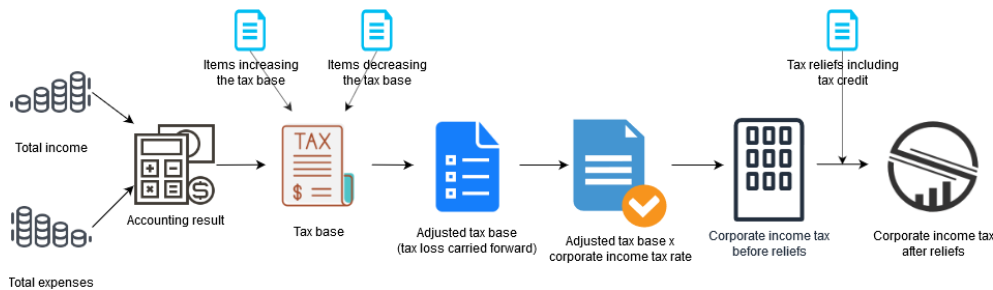 Items increasing
the tax base
Items decreasing
the tax base
Tax reliefs including
tax credit
Total income
TAX
$
$
Accounting result
Tax base
Adjusted tax base
(tax loss carried forward)
Adjusted tax base x
corporate income tax rate
Corporate income tax
before reliefs
Corporate income tax
after reliefs
Total expenses